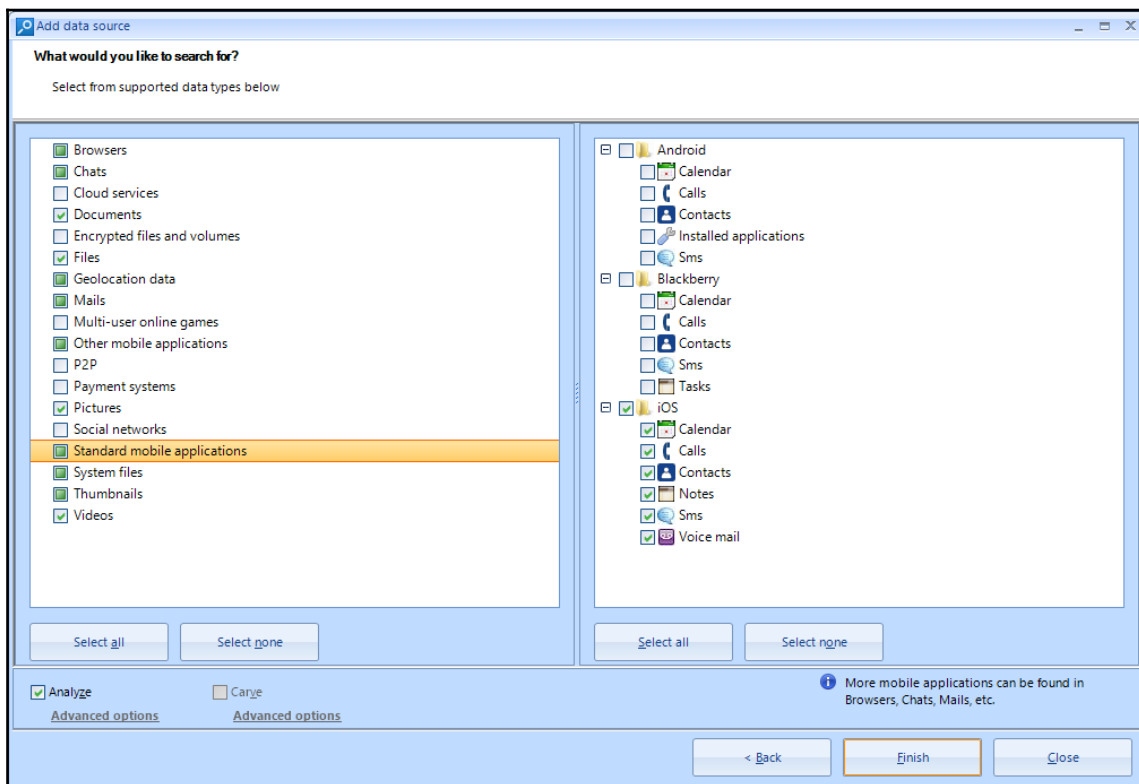 Add data source
What would you like to search for?
Select from supported data types below
Browsers
Chats
Cloud services
Documents
Encrypted files and volumes
Files
Geolocation data
Mails
Multi-user online games
Other mobile applications
P2P
Payment systems
Pictures
Social networks
Standard mobile applications
System files
Thumbnails
Videos
Select all
Select none
Android
Calendar
Calls
Contacts
Installed applications
Sms
Blackberry
Calendar
Calls
Contacts
Sms
Tasks
iOS
Calendar
Calls
Contacts
Notes
Sms
Voice mail
Select all
Select none
Analyze
Carve
Advanced options
Advanced options
More mobile applications can be found in
Browsers, Chats, Mails, etc.
< Back
Finish
Close